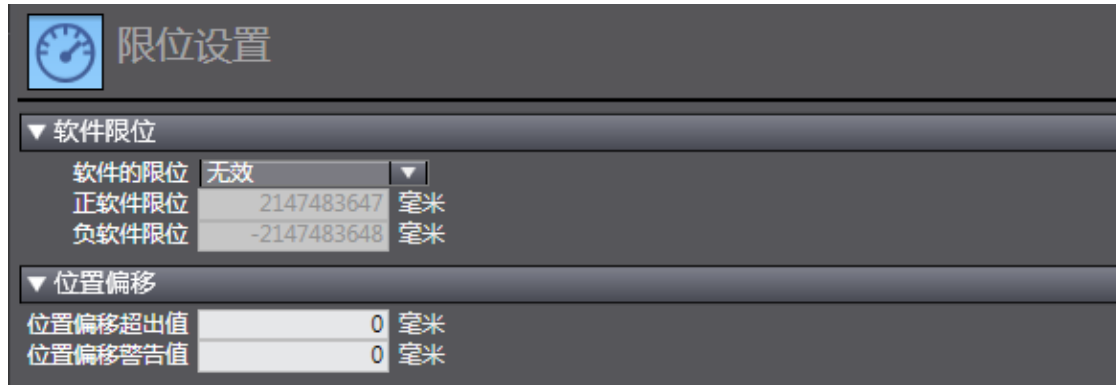 限位设置
软件限位
软件的限位 无效
正软件限位 2147483647 毫米
负软件限位 -2147483648 毫米
位置偏移
位置偏移超出值 0 毫米
位置偏移警告值 0 毫米